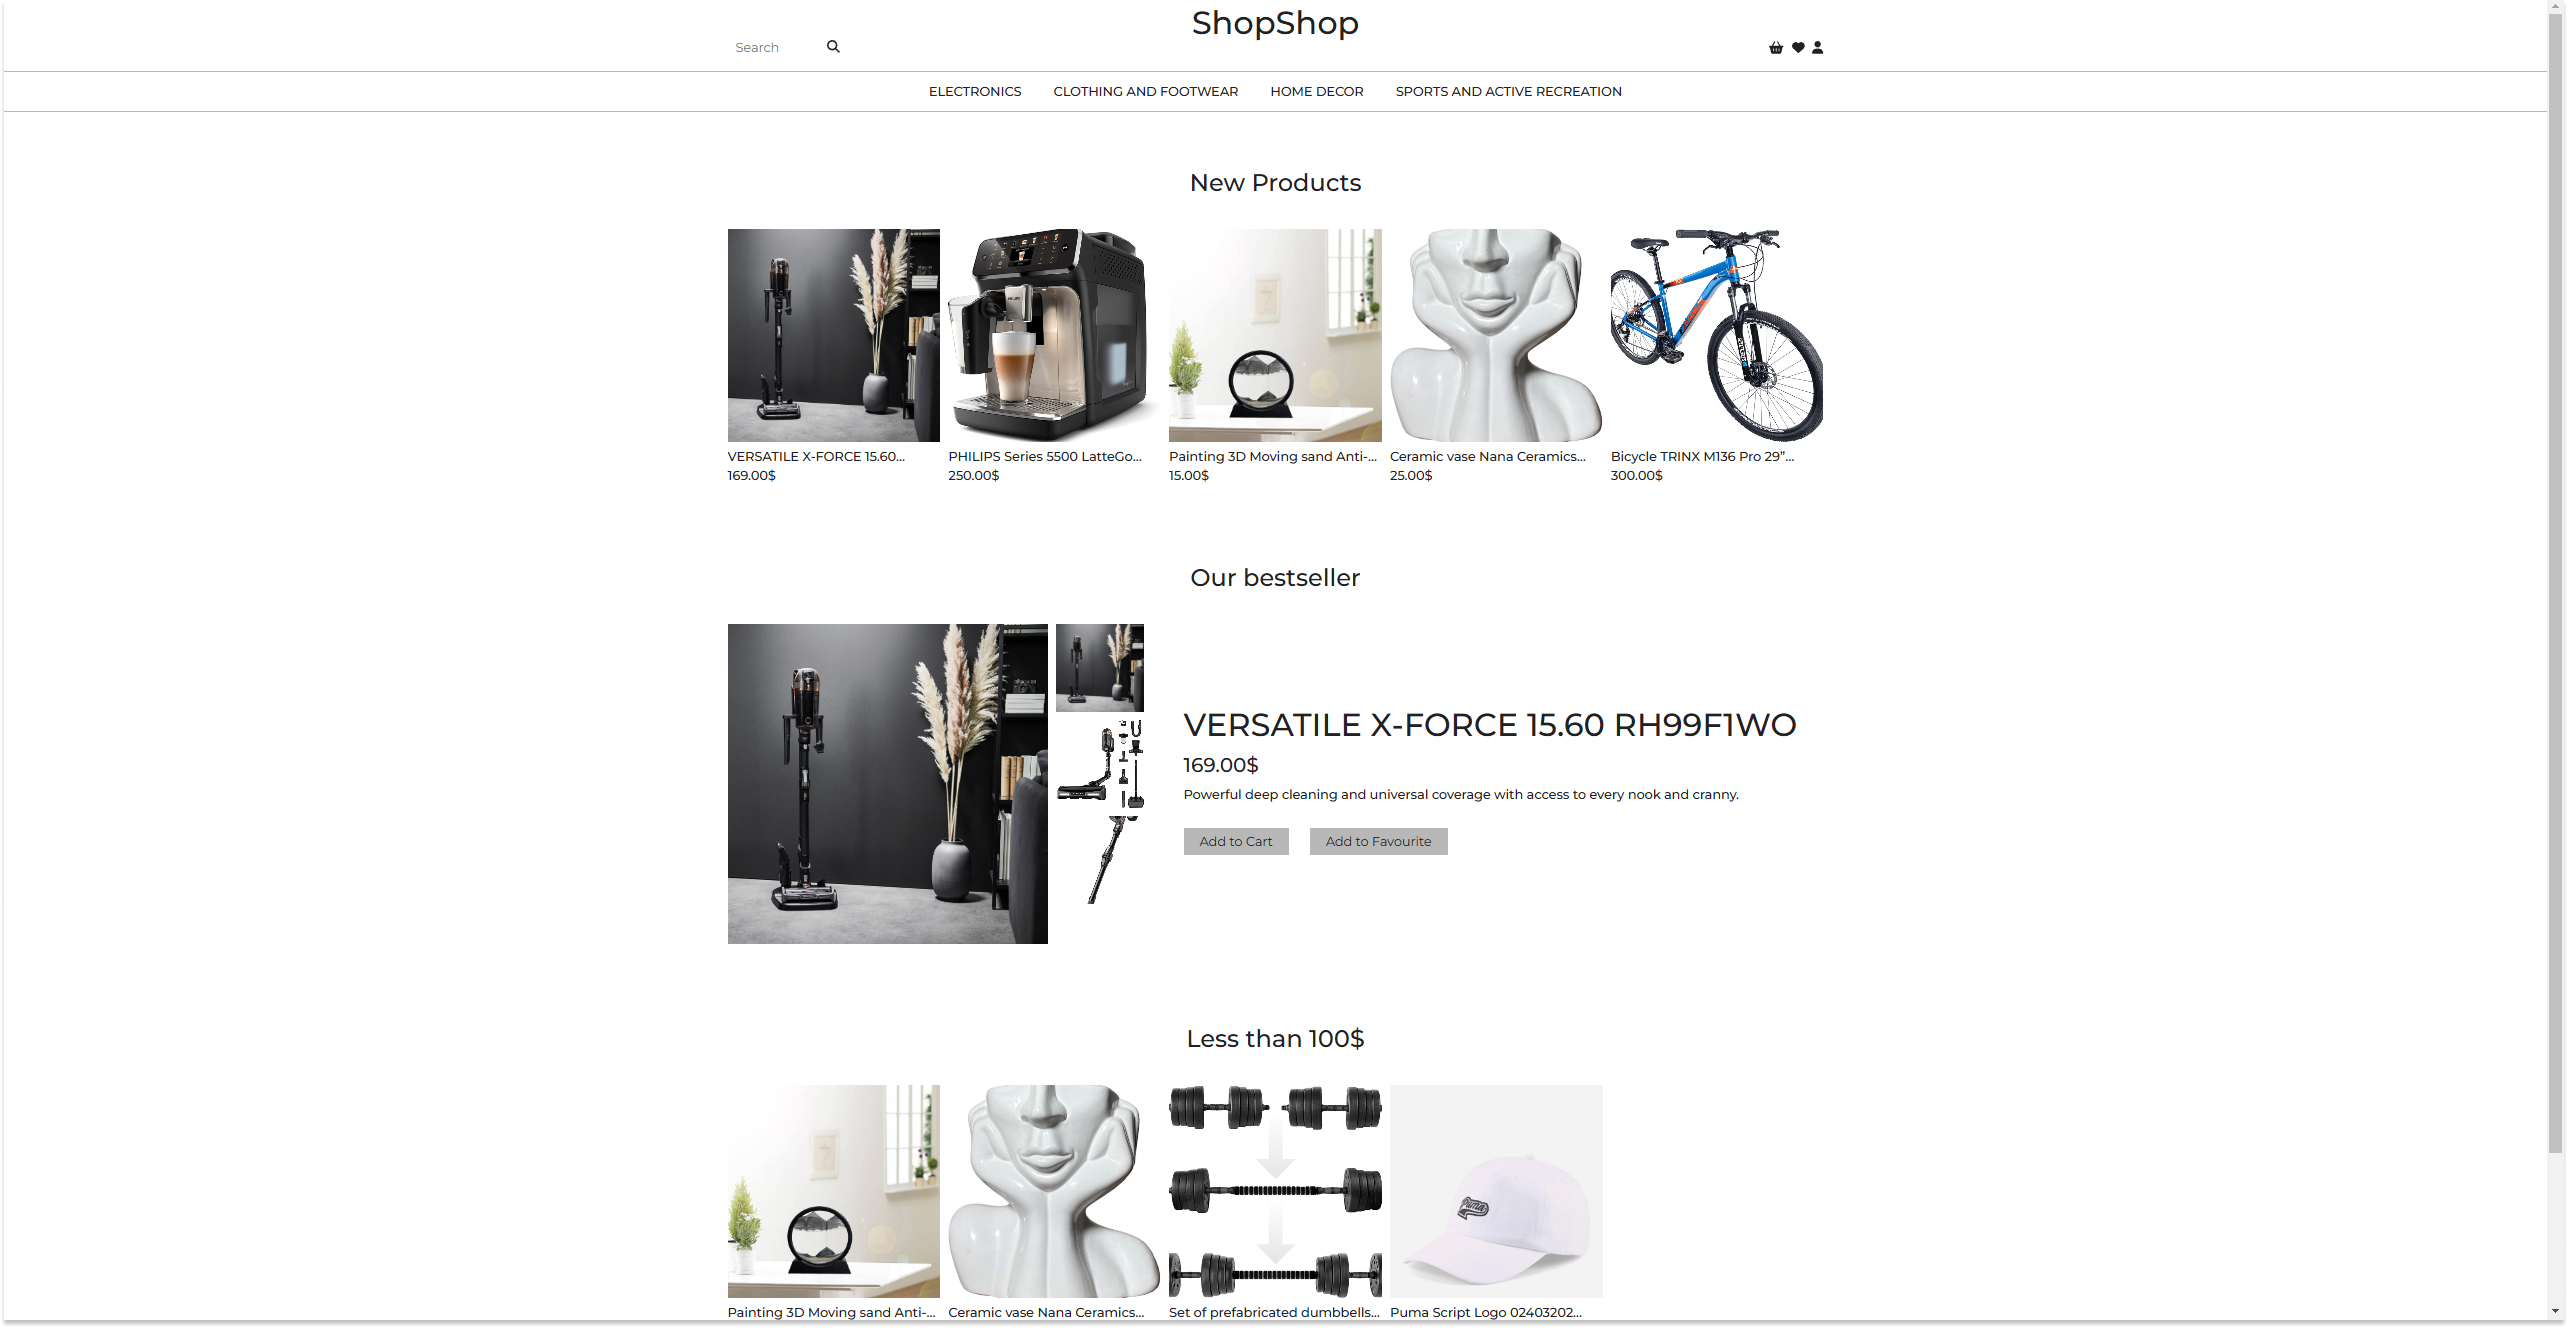 ShopShop
Search
ELECTRONICS CLOTHING AND FOOTWEAR HOME DECOR SPORTS AND ACTIVE RECREATION
New Products
VERSATILE X-FORCE 15.60... PHILIPS Series 5500 LatteGo... Painting 3D Moving sand Anti-... Ceramic vase Nana Ceramics... Bicycle TRINX M136 Pro 29”...
169.00$ 250.00$ 15.00$ 25.00$ 300.00$
Our bestseller
VERSATILE X-FORCE 15.60 RH99F1WO
169.00$
Powerful deep cleaning and universal coverage with access to every nook and cranny.
Add to Cart Add to Favourite
Less than 100$
Puma
Painting 3D Moving sand Anti-... Ceramic vase Nana Ceramics... Set of prefabricated dumbbells... Puma Script Logo 02403202...